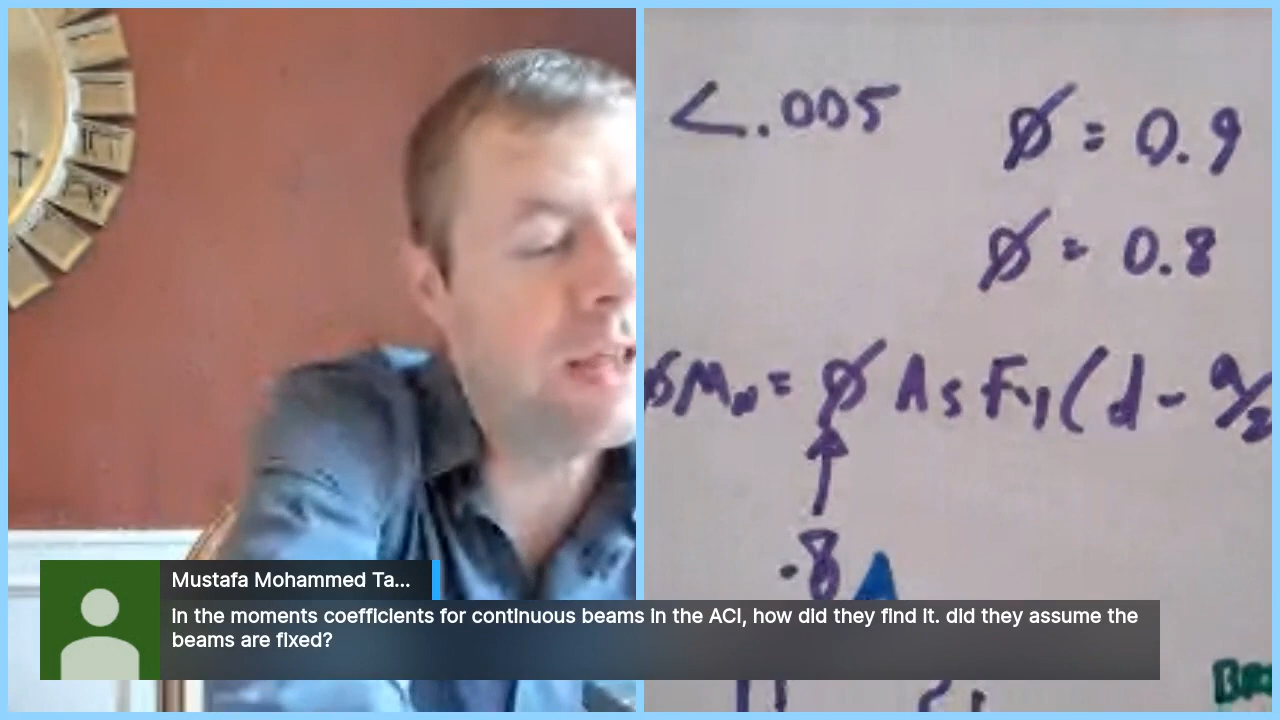 < .005
ø = 0.9
ø = 0.8
øMn = ø As Fy (d - a/2
.8
Mustafa Mohammed Ta...
In the moments coefficients for continuous beams in the ACI, how did they find it. did they assume the
beams are fixed?